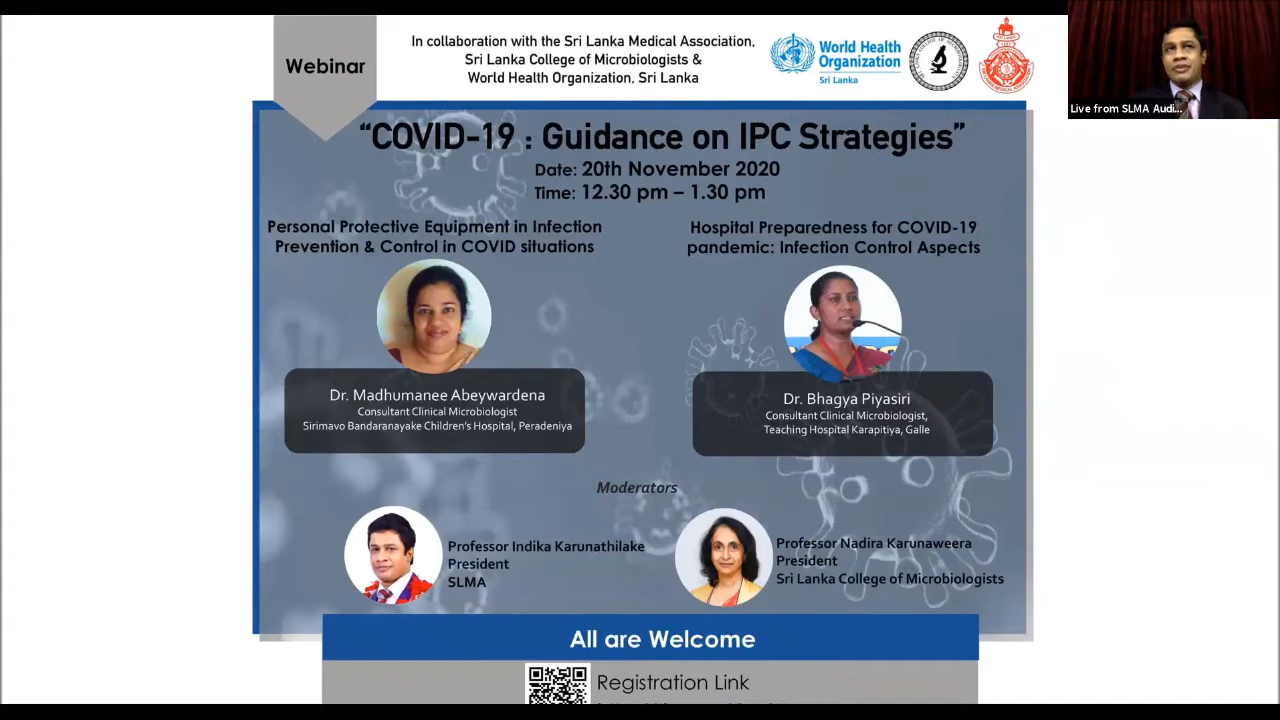 Webinar
In collaboration with the Sri Lanka Medical Association,
Sri Lanka College of Microbiologists &
World Health Organization, Sri Lanka
World Health
Organization
Sri Lanka
Live from SLMA Audi...
“COVID-19 : Guidance on IPC Strategies”
Date: 20th November 2020
Time: 12.30 pm – 1.30 pm
Personal Protective Equipment in Infection
Prevention & Control in COVID situations
Hospital Preparedness for COVID-19
pandemic: Infection Control Aspects
Dr. Madhumanee Abeywardena
Consultant Clinical Microbiologist
Sirimavo Bandaranayake Children's Hospital, Peradeniya
Dr. Bhagya Piyasiri
Consultant Clinical Microbiologist,
Teaching Hospital Karapitiya, Galle
Moderators
Professor Indika Karunathilake
President
SLMA
Professor Nadira Karunaweera
President
Sri Lanka College of Microbiologists
All are Welcome
Registration Link